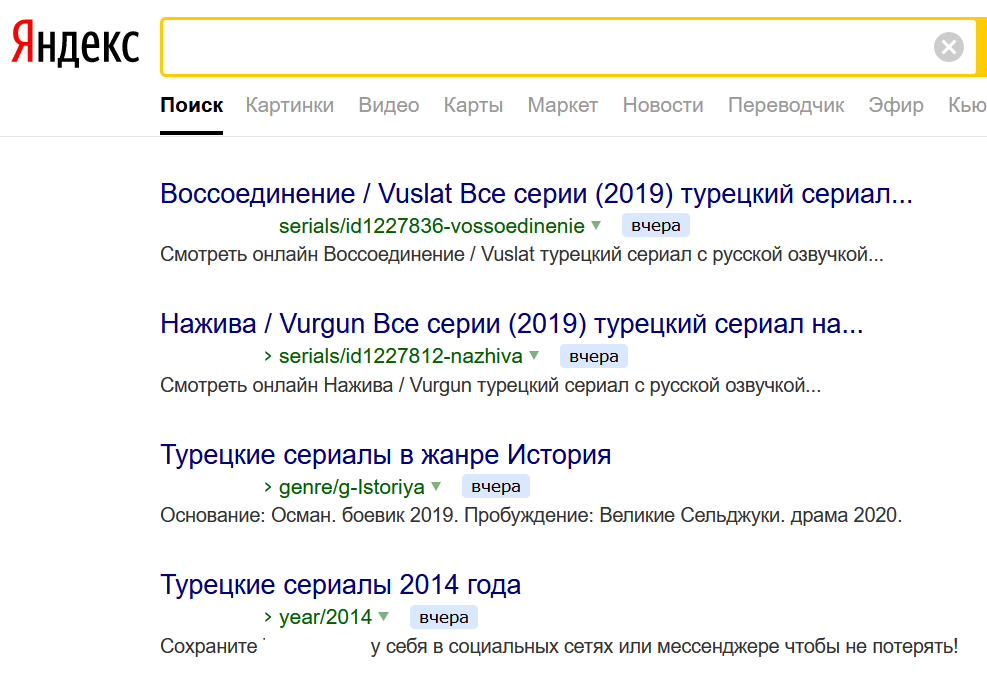 Яндекс
Поиск Картинки Видео Карты Маркет Новости Переводчик Эфир Кью
Воссоединение / Vuslat Все серии (2019) турецкий сериал...
serials/id1227836-vossoedinenie вчера
Смотреть онлайн Воссоединение / Vuslat турецкий сериал с русской озвучкой...
Нажива / Vurgun Все серии (2019) турецкий сериал на...
› serials/id1227812-nazhiva вчера
Смотреть онлайн Нажива / Vurgun турецкий сериал с русской озвучкой...
Турецкие сериалы в жанре История
› genre/g-Istoriya вчера
Основание: Осман. боевик 2019. Пробуждение: Великие Сельджуки. драма 2020.
Турецкие сериалы 2014 года
› year/2014 вчера
Сохраните у себя в социальных сетях или мессенджере чтобы не потерять!